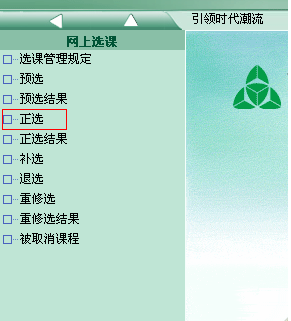 引领时代潮流
网上选课
选课管理规定
预选
预选结果
正选
正选结果
补选
退选
重修选
重修选结果
被取消课程